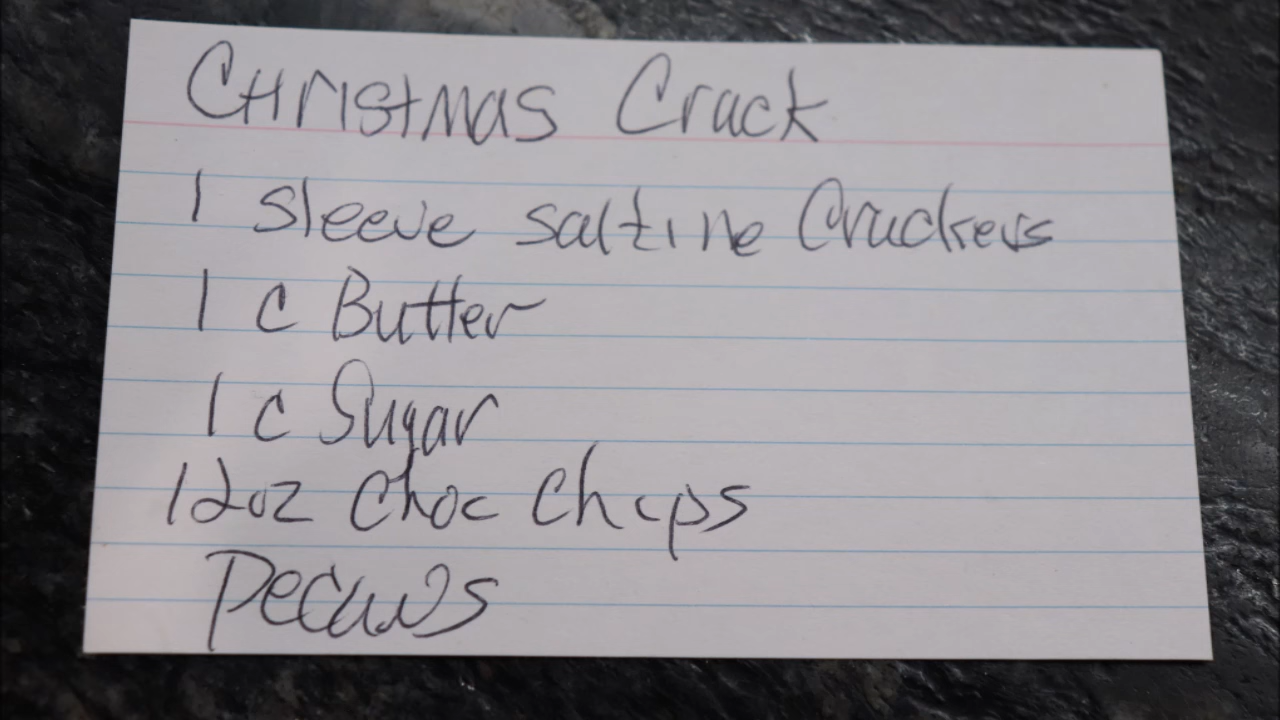 Christmas Crack
1 sleeve saltine Crackers
1 c Butter
1 c Sugar
12oz Choc Chips
Pecans